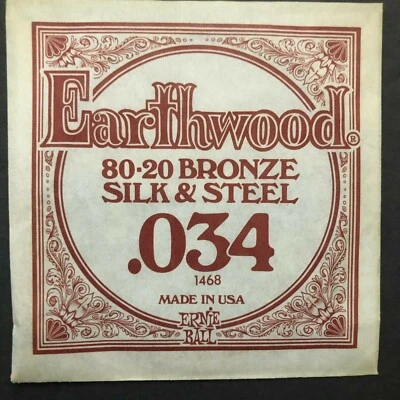 Earthwood®
80-20 BRONZE
SILK & STEEL
.034
1468
MADE IN USA
ERNIE
BALL